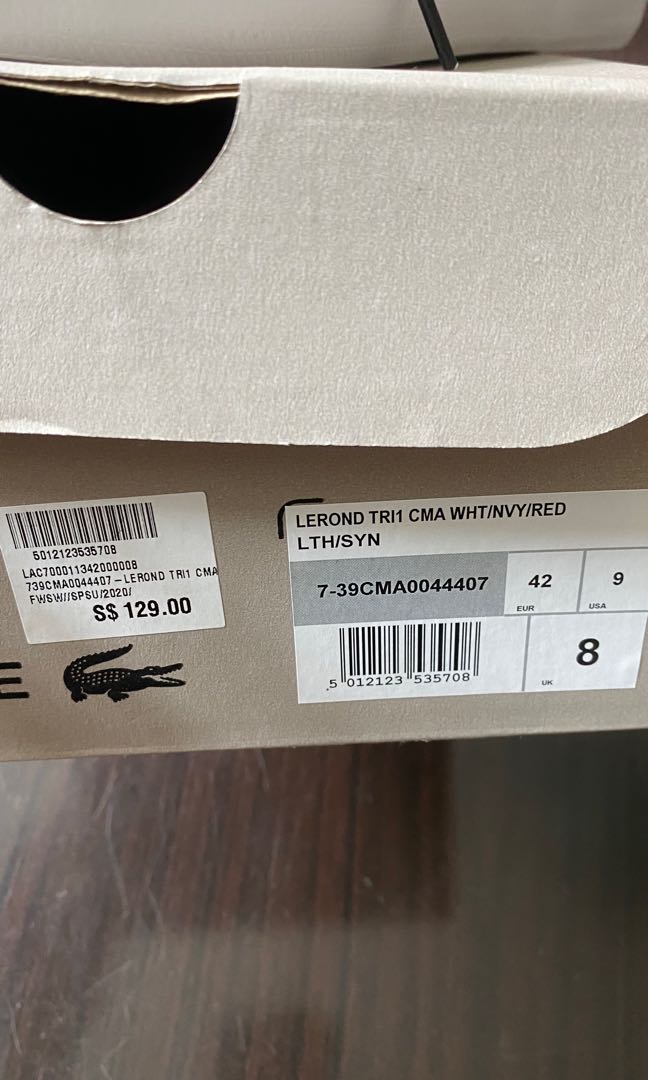 5012123535708
LAC700011342000008
739CMA0044407-LEROND TRI1 CMA
FWSW///SPSU/2020/
S$ 129.00
E
LEROND TRI1 CMA WHT/NVY/RED
LTH/SYN
7-39CMA0044407
42
EUR
9
USA
5 012123 535708
8
UK